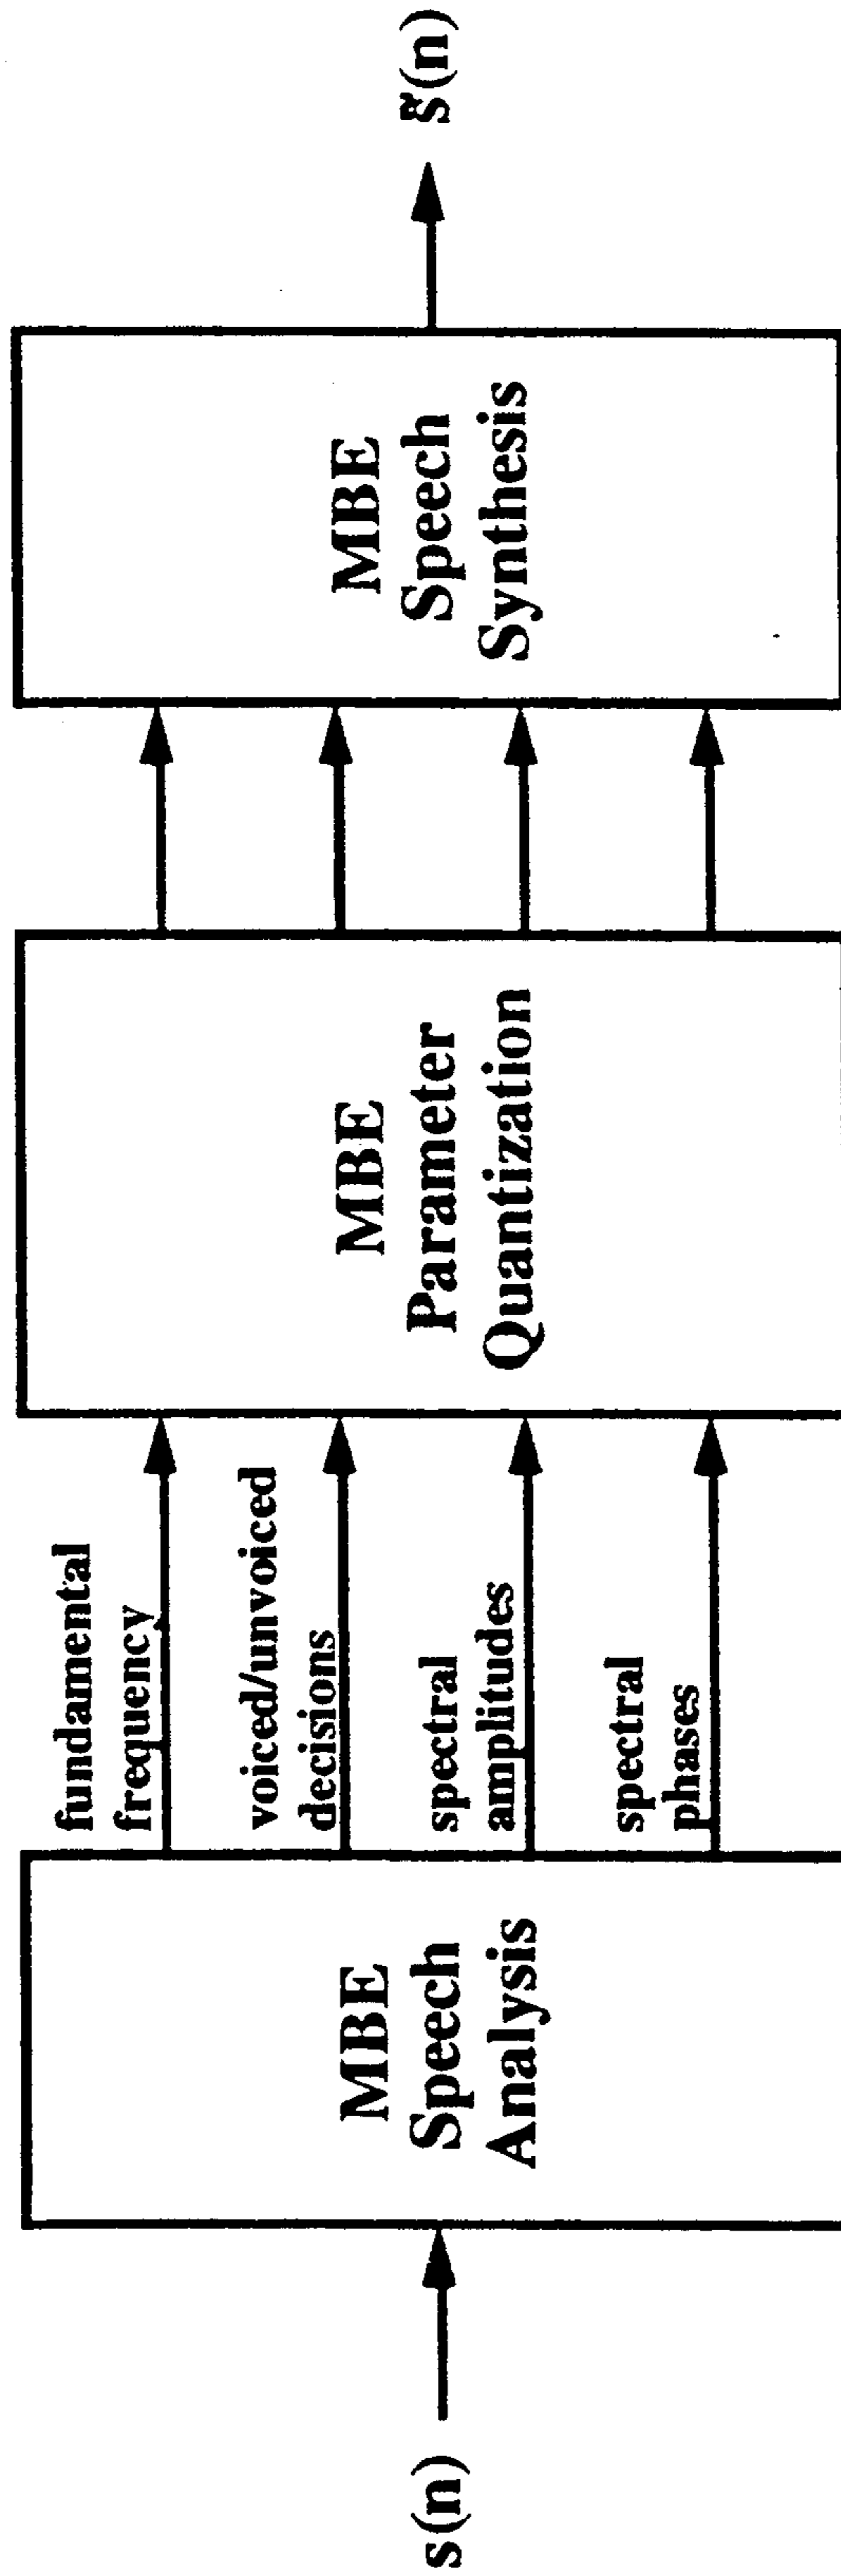 s(n)
MBE
Speech
Analysis
fundamental
frequency
voiced/unvoiced
decisions
spectral
amplitudes
spectral
phases
MBE
Parameter
Quantization
MBE
Speech
Synthesis
s̃(n)